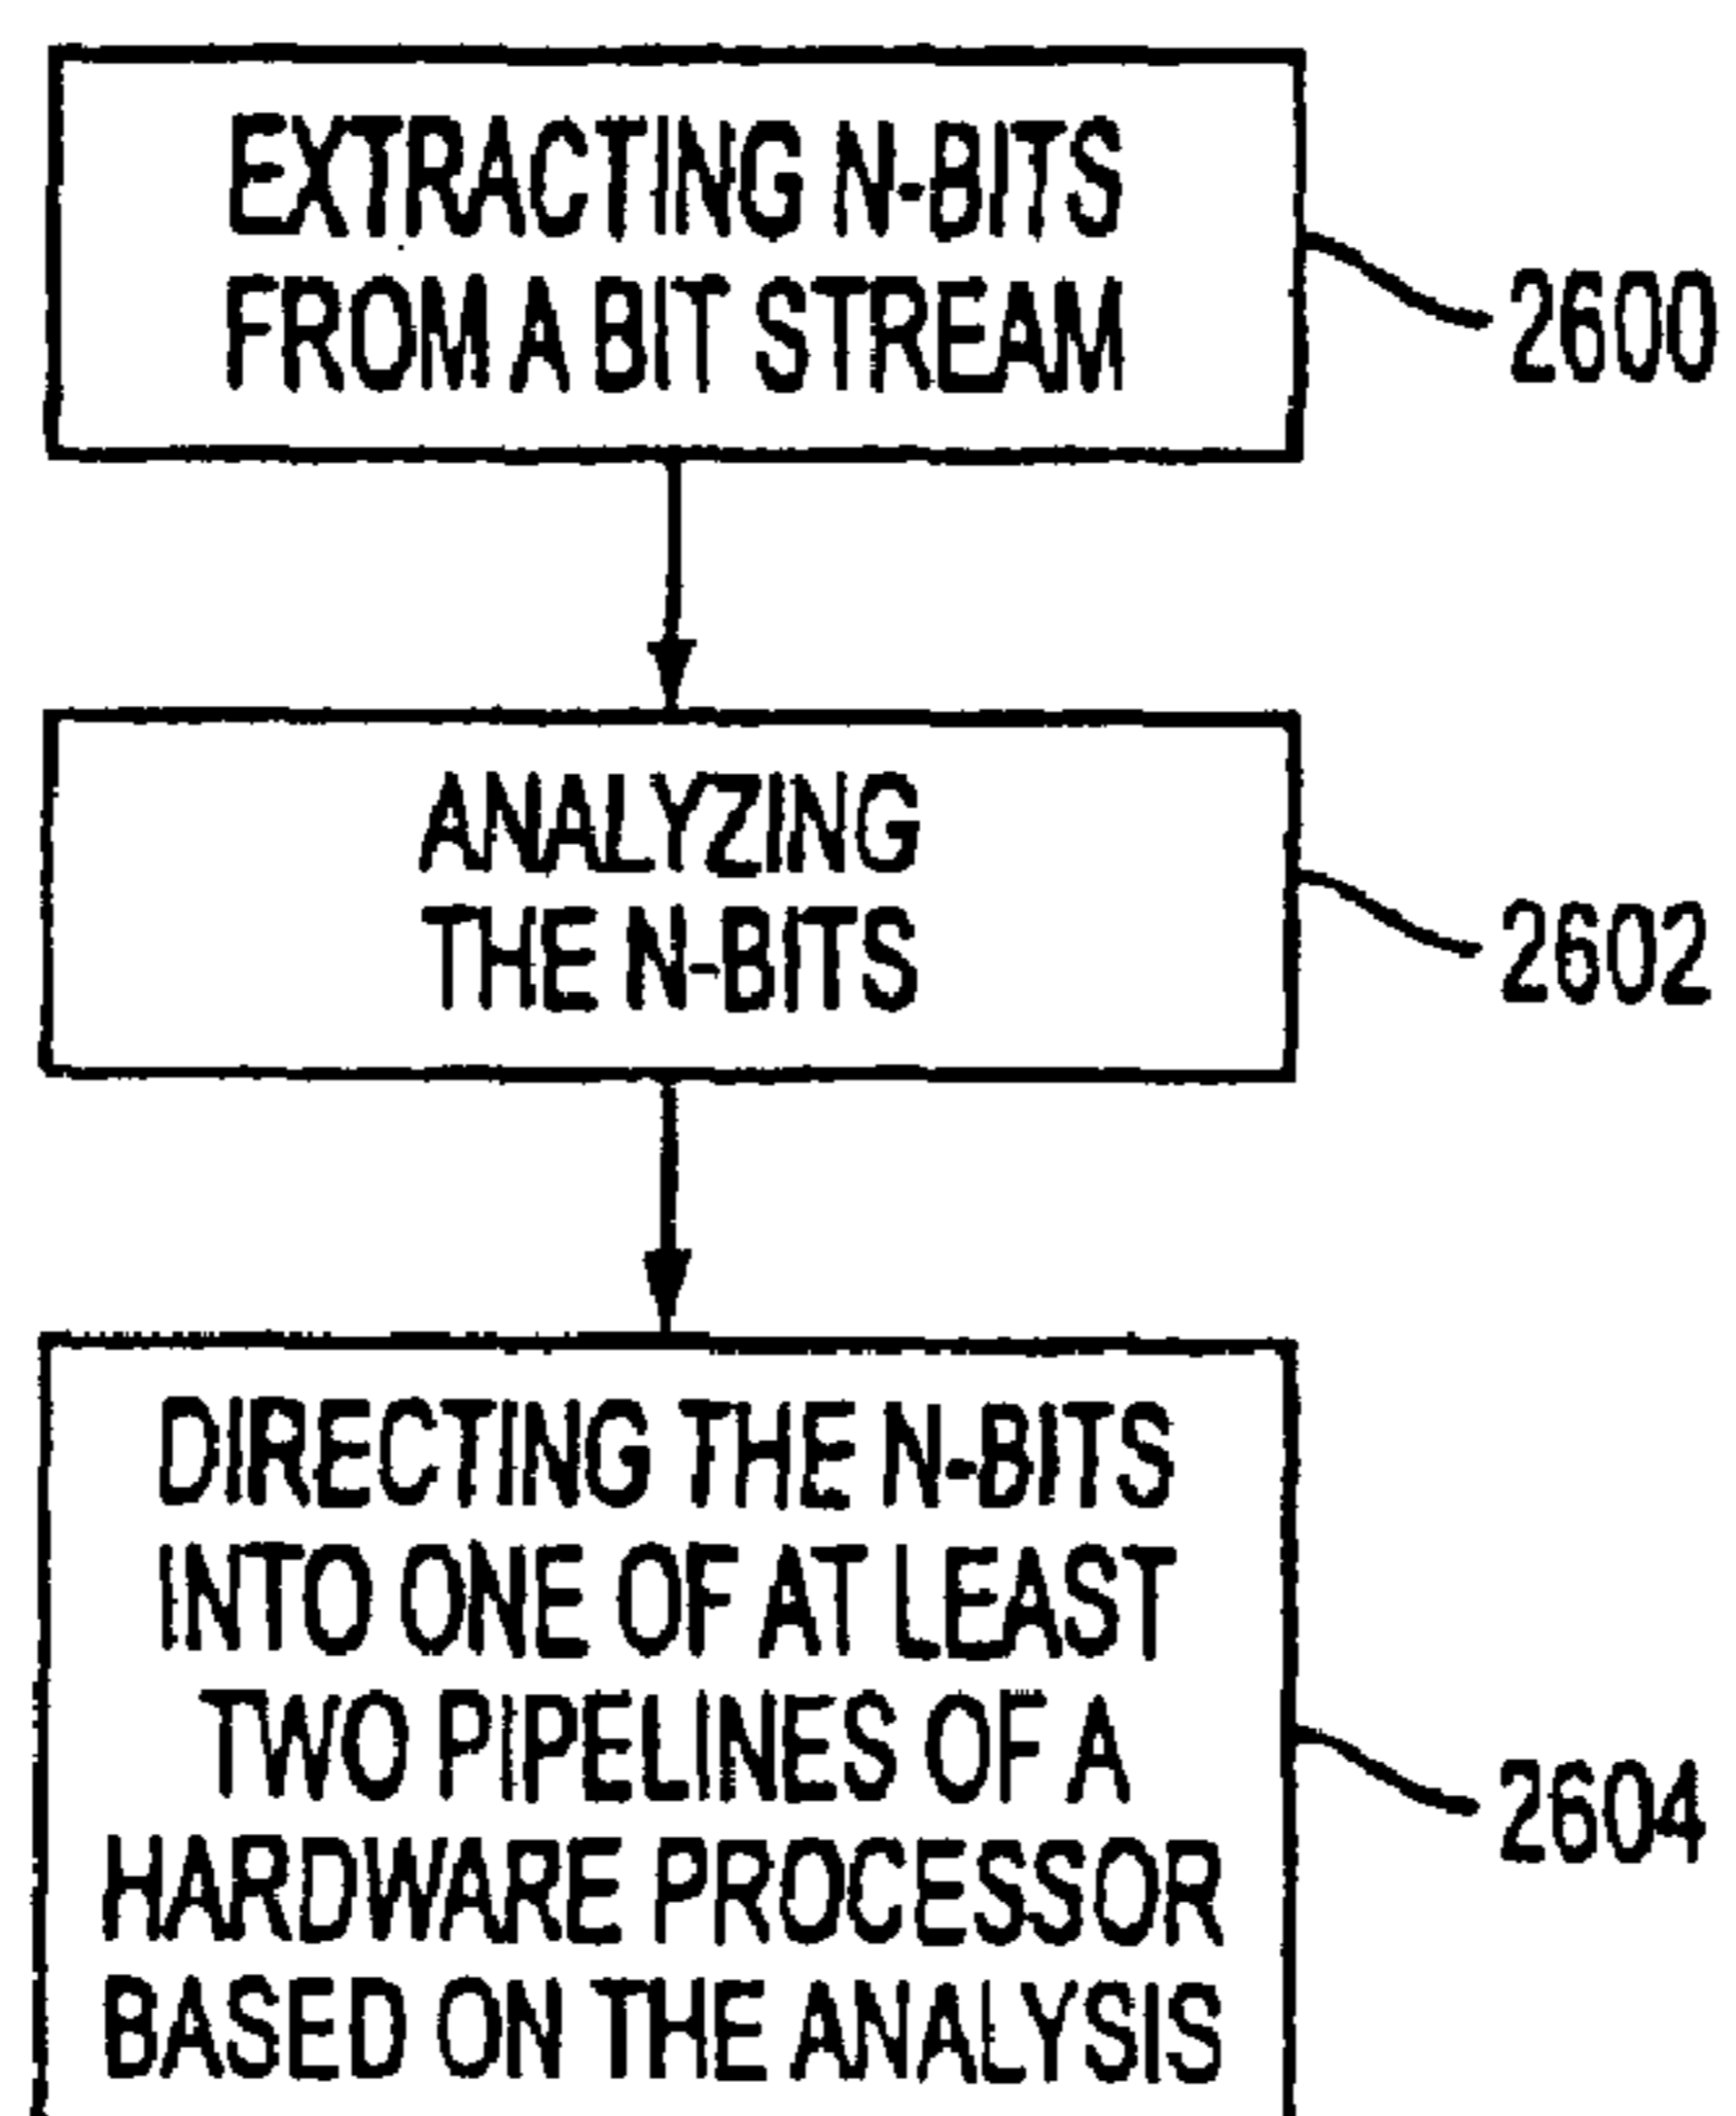 EXTRACTING N-BITS
FROM A BIT STREAM
2600
ANALYZING
THE N-BITS
2602
DIRECTING THE N-BITS
INTO ONE OF AT LEAST
TWO PIPELINES OF A
HARDWARE PROCESSOR
BASED ON THE ANALYSIS
2604